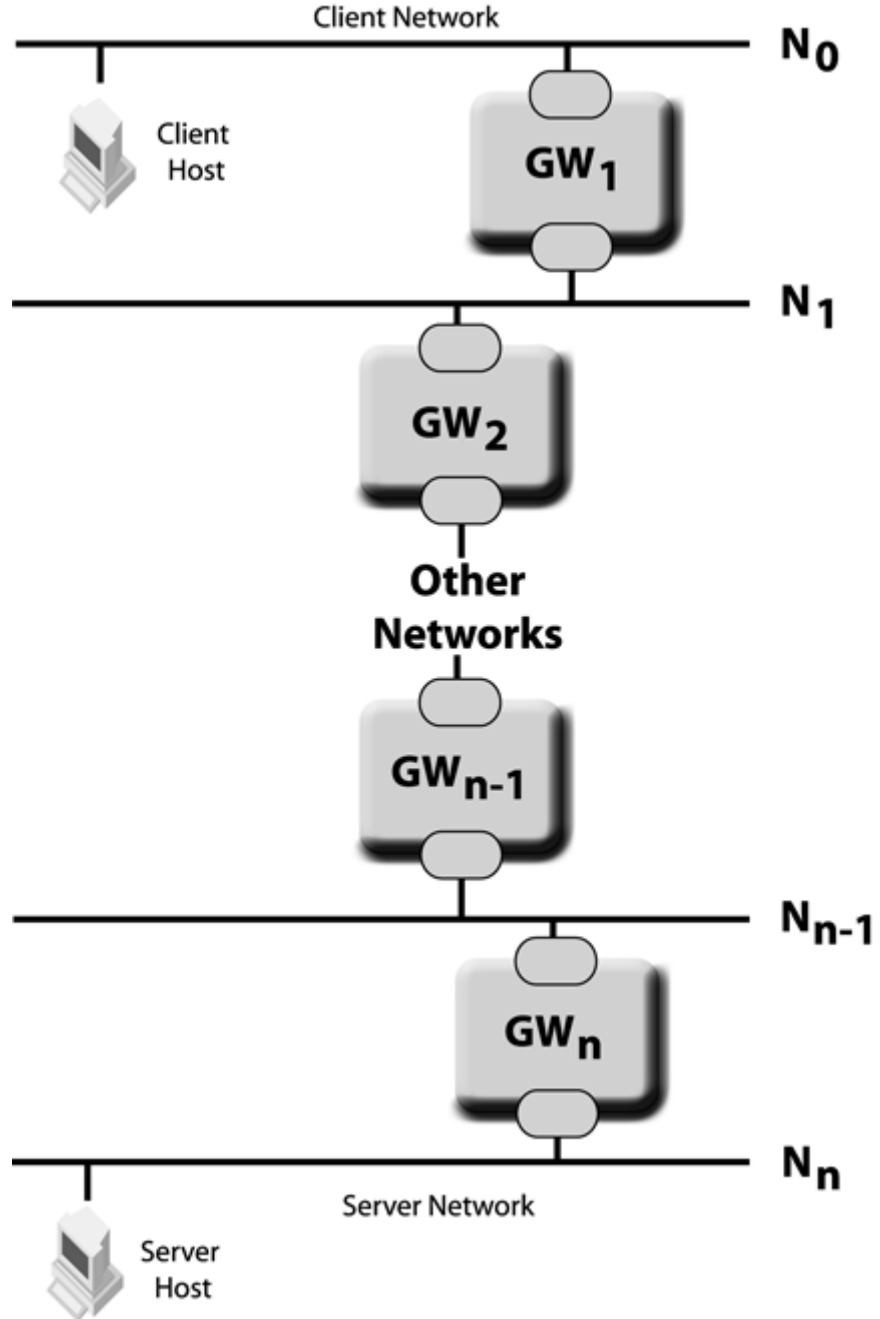 Client Network
N0
Client
Host
GW1
N1
GW2
Other
Networks
GWn-1
Nn-1
GWn
Nn
Server Network
Server
Host